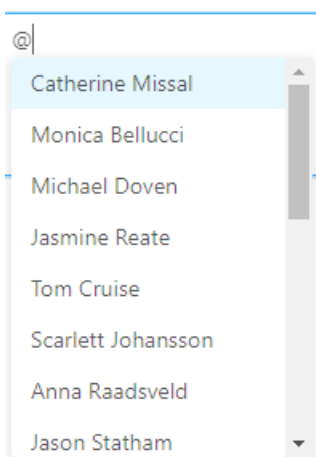 @
Catherine Missal
Monica Bellucci
Michael Doven
Jasmine Reate
Tom Cruise
Scarlett Johansson
Anna Raadsveld
Jason Statham